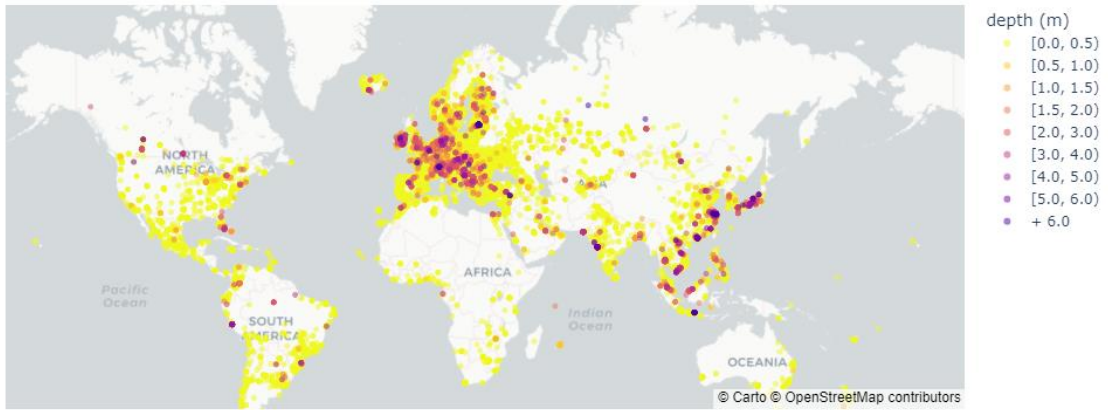 depth (m)
[0.0, 0.5)
[0.5, 1.0)
[1.0, 1.5)
[1.5, 2.0)
[2.0, 3.0)
[3.0, 4.0)
[4.0, 5.0)
[5.0, 6.0)
+ 6.0
NORTH
AMERICA
AFRICA
Pacific
Ocean
Indian
Ocean
SOUTH
AMERICA
OCEANIA
© Carto © OpenStreetMap contributors